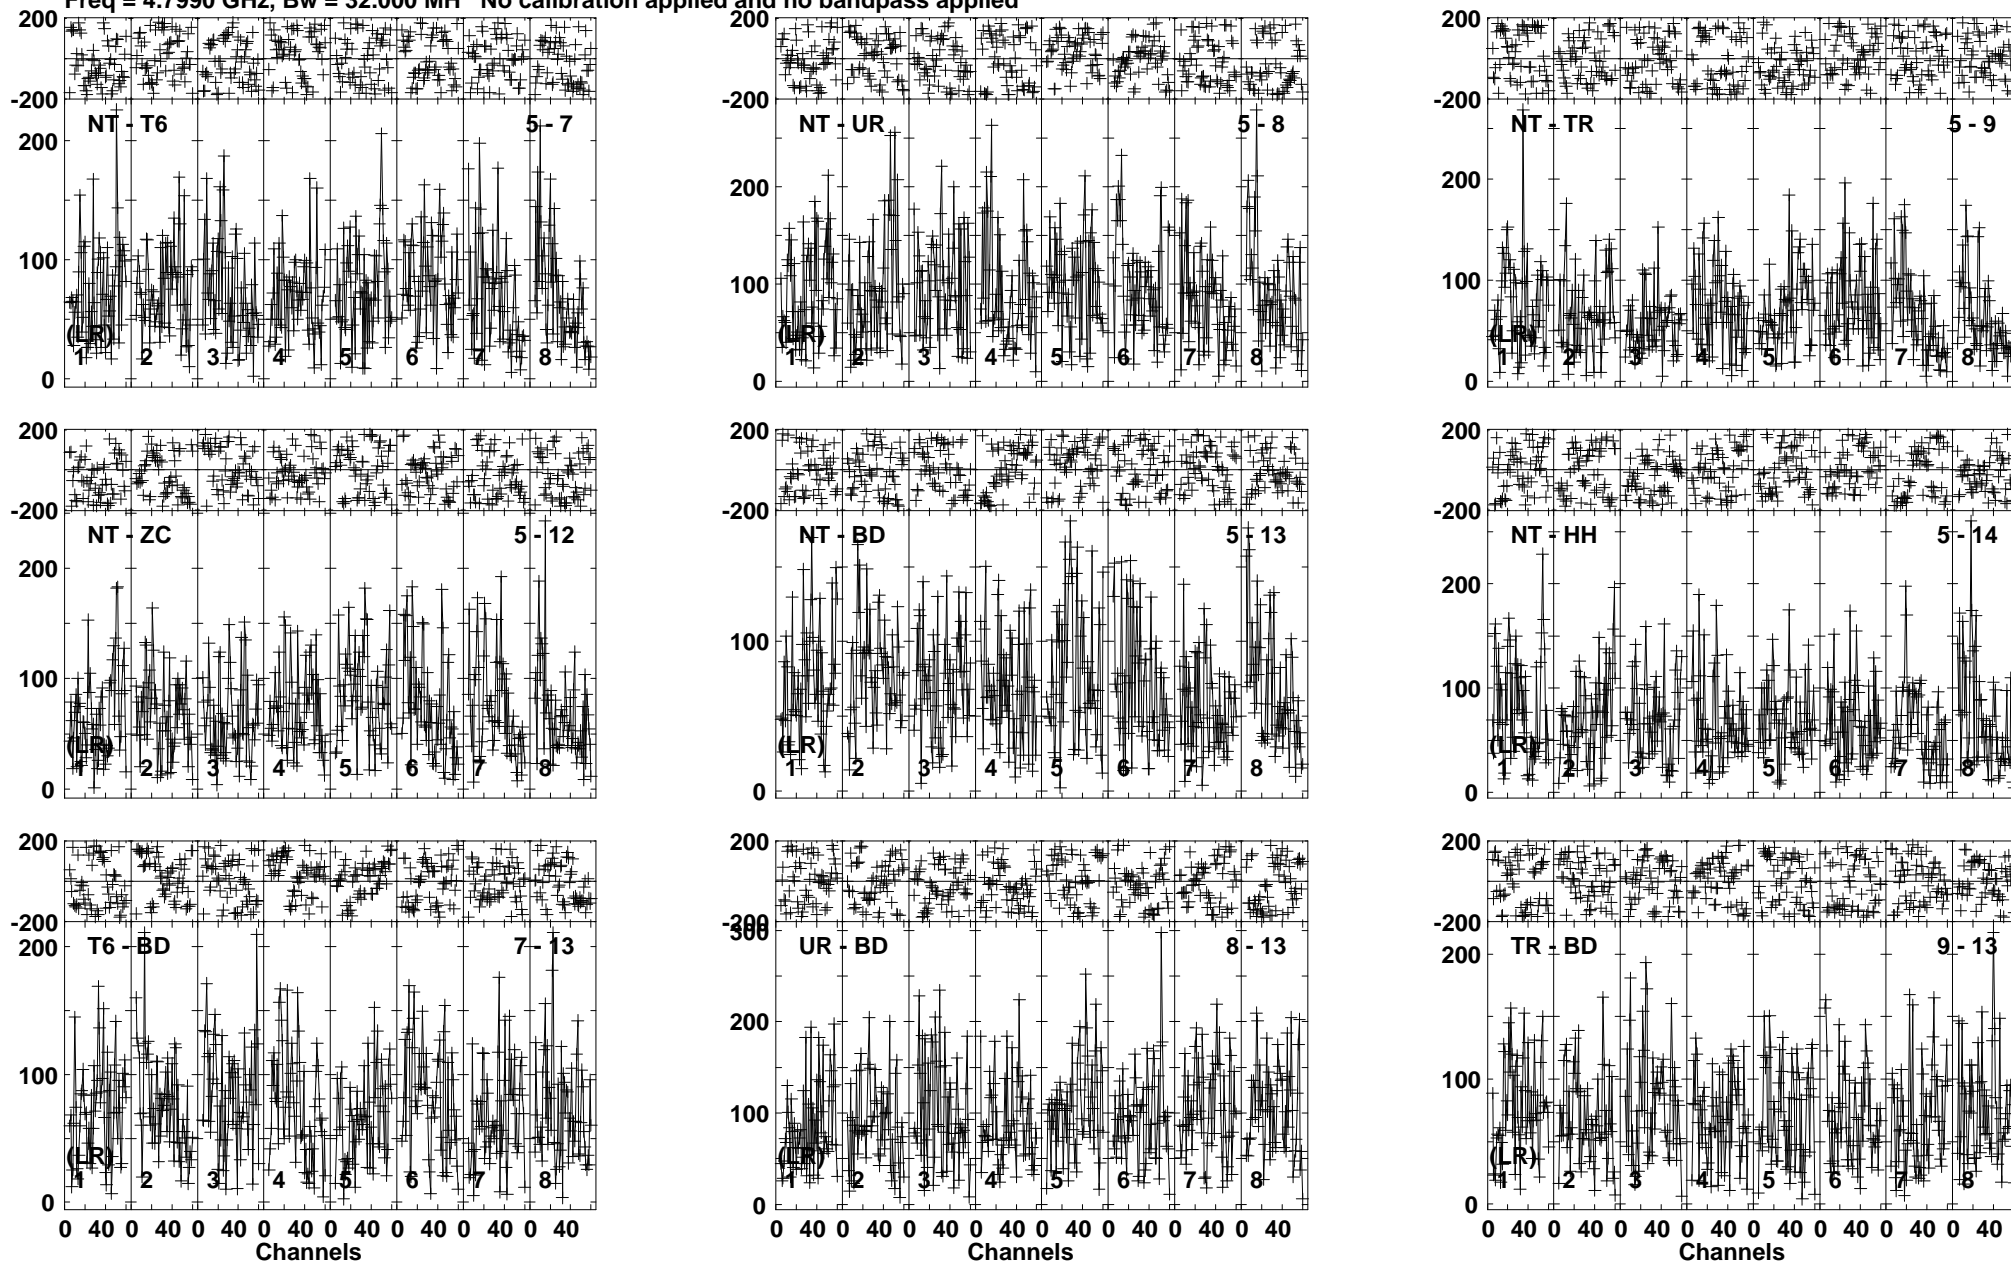 Freq = 4.7990 GHz, Bw = 32.000 MH No calibration applied and no bandpass applied
200 200 200
-200 -200 -200
NT - T6 5 - 7 NT - UR 5 - 8 NT - TR 5 - 9
200 200 200
100 100 100
(LR) (LR) (LR)
1 2 3 4 5 6 7 8 1 2 3 4 5 6 7 8 1 2 3 4 5 6 7 8
0 0 0
200 200 200
-200 -200 -200
NT - ZC 5 - 12 NT - BD 5 - 13 NT - HH 5 - 14
200 200
100 100 100
(LR) (LR) (LR)
1 2 3 4 5 6 7 8 1 2 3 4 5 6 7 8 1 2 3 4 5 6 7 8
0 0 0
200 200 200
-200 -200 -200
300
T6 - BD 7 - 13 UR - BD 8 - 13 TR - BD 9 - 13
200 200 200
100 100 100
(LR) (LR) (LR)
1 2 3 4 5 6 7 8 1 2 3 4 5 6 7 8 1 2 3 4 5 6 7 8
0 0 0
0 40 0 40 0 40 0 40 0 40 0 40 0 40 0 40 0 40 0 40 0 40 0 40 0 40 0 40 0 40 0 40 0 40 0 40 0 40 0 40 0 40 0 40 0 40 0 40
Channels Channels Channels